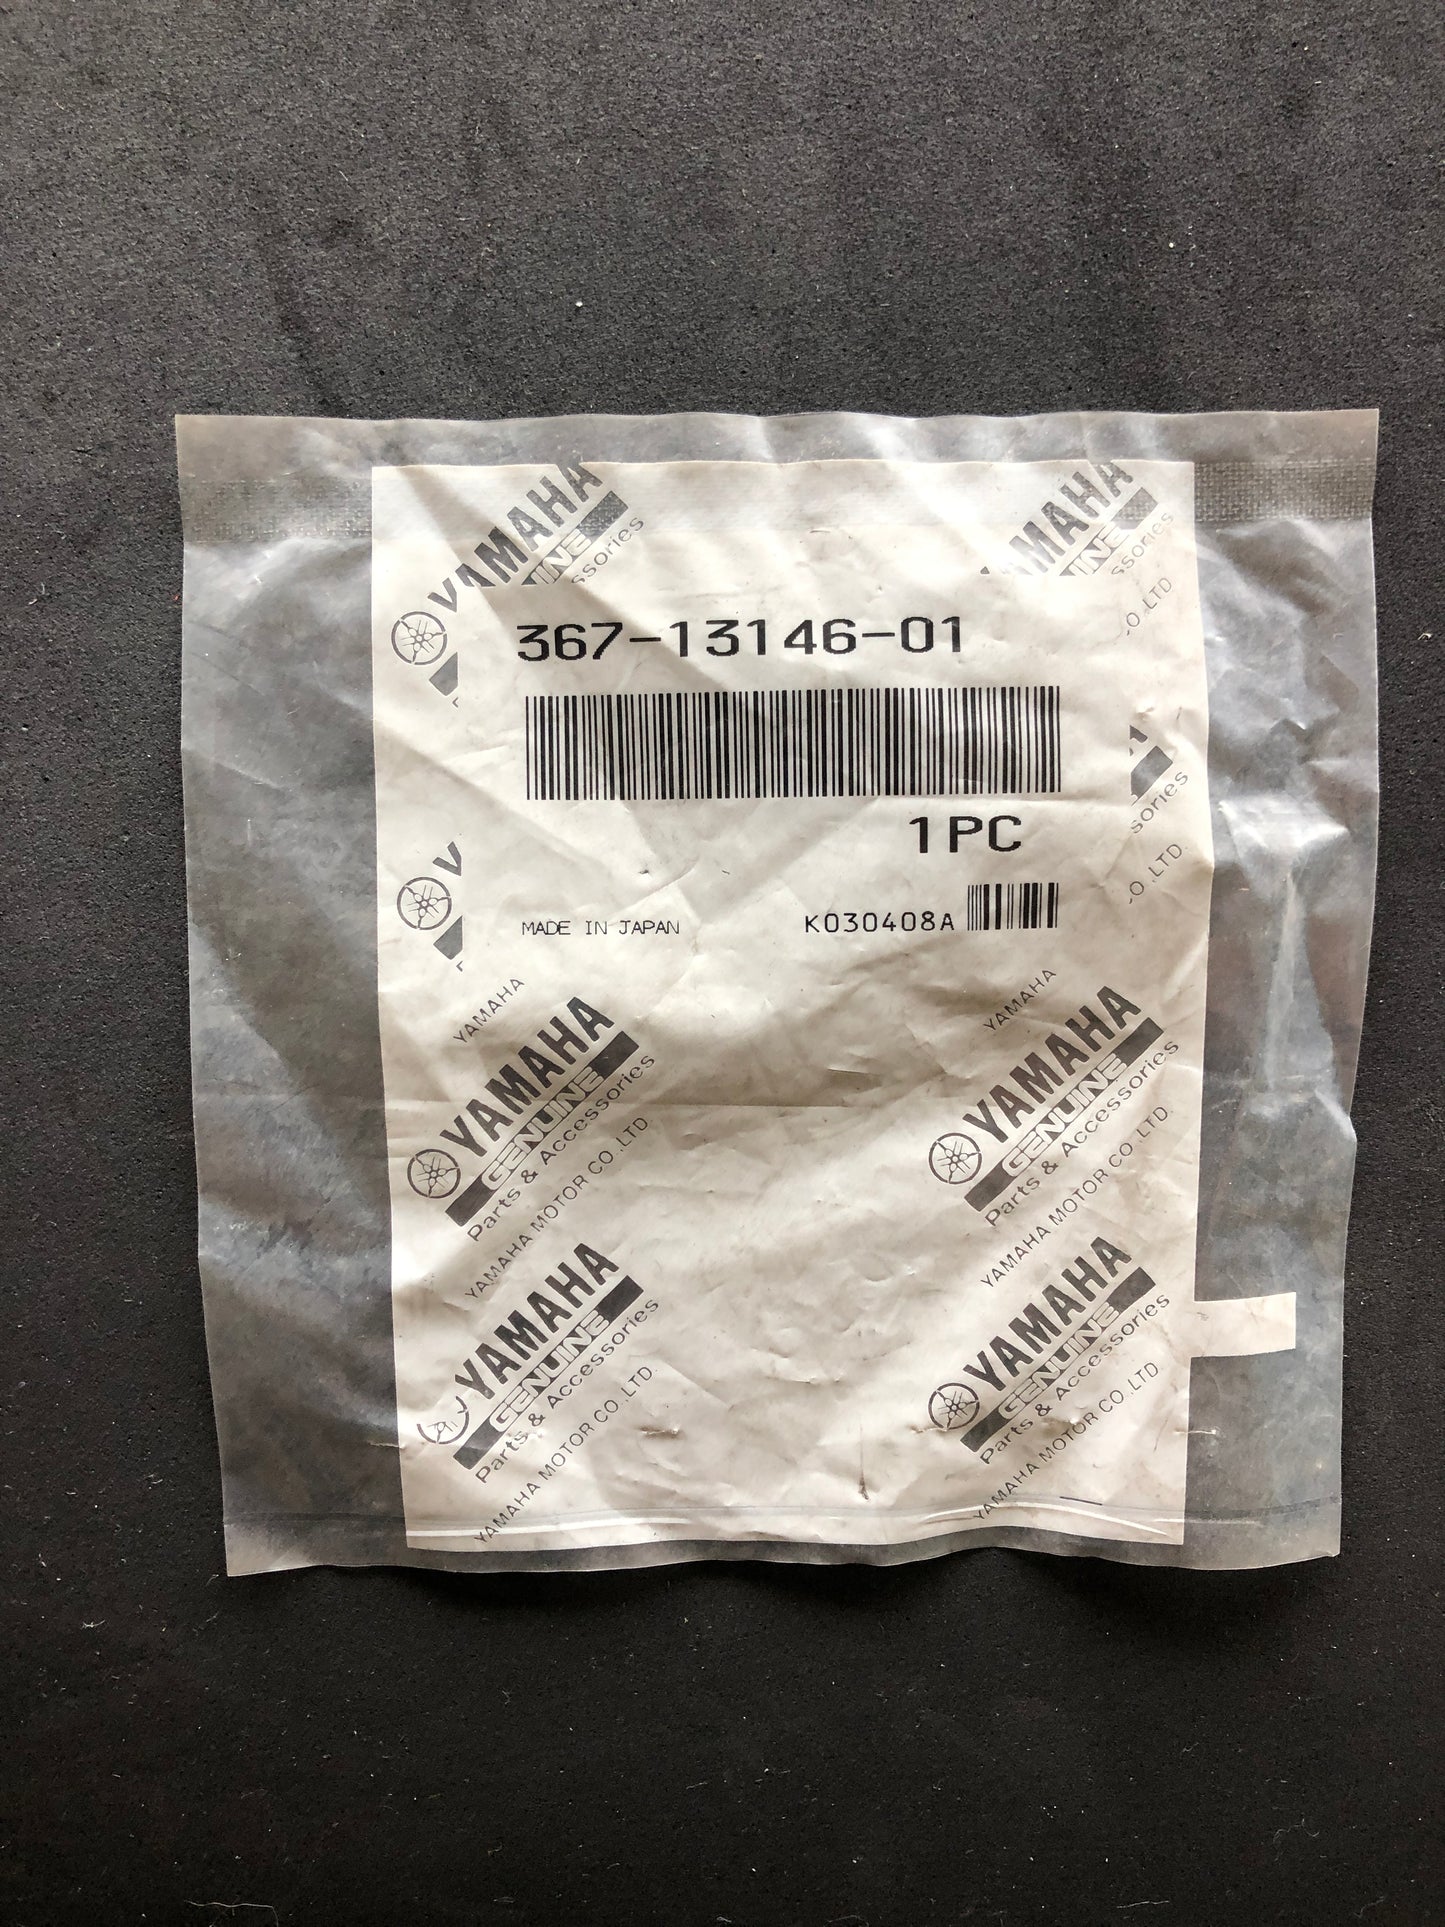 YAMAHA
YAMAHA
GENUINE
367-13146-01
1PC
MADE IN JAPAN
K030408A
YAMAHA
YAMAHA
YAMAHA
GENUINE
Parts & Accessories
YAMAHA MOTOR CO.,LTD.
YAMAHA
GENUINE
Parts & Accessories
YAMAHA MOTOR CO.,LTD.
YAMAHA
GENUINE
Parts & Accessories
YAMAHA MOTOR CO.,LTD.
YAMAHA
GENUINE
Parts & Accessories
YAMAHA MOTOR CO.,LTD.